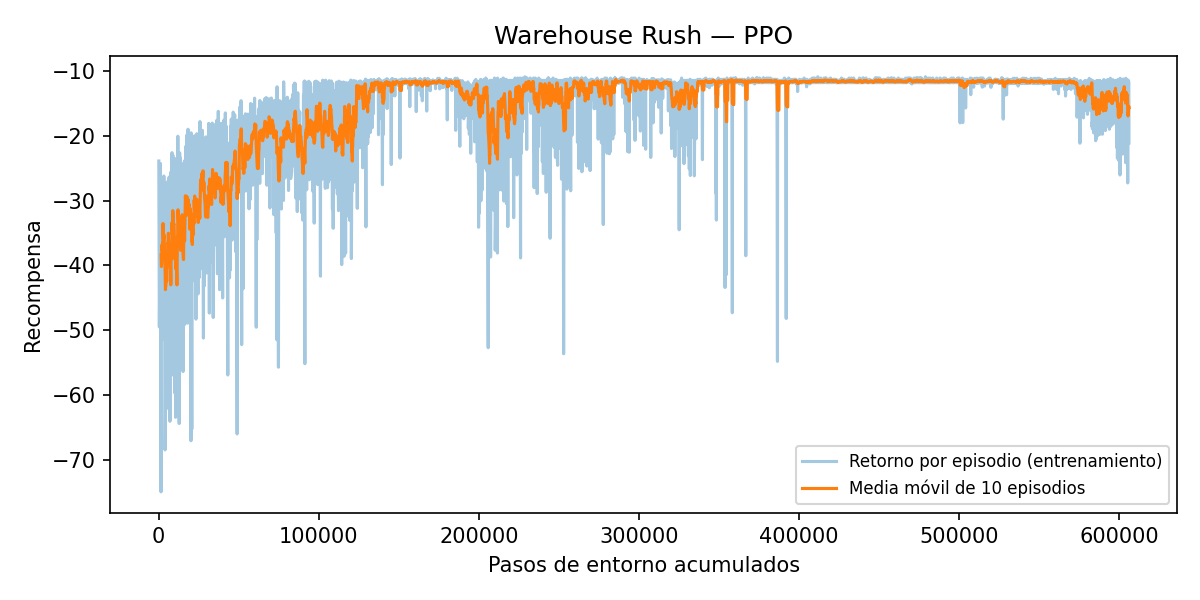 Warehouse Rush — PPO
Recompensa
−10
−20
−30
−40
−50
−60
−70
Retorno por episodio (entrenamiento)
Media móvil de 10 episodios
0
100000
200000
300000
400000
500000
600000
Pasos de entorno acumulados